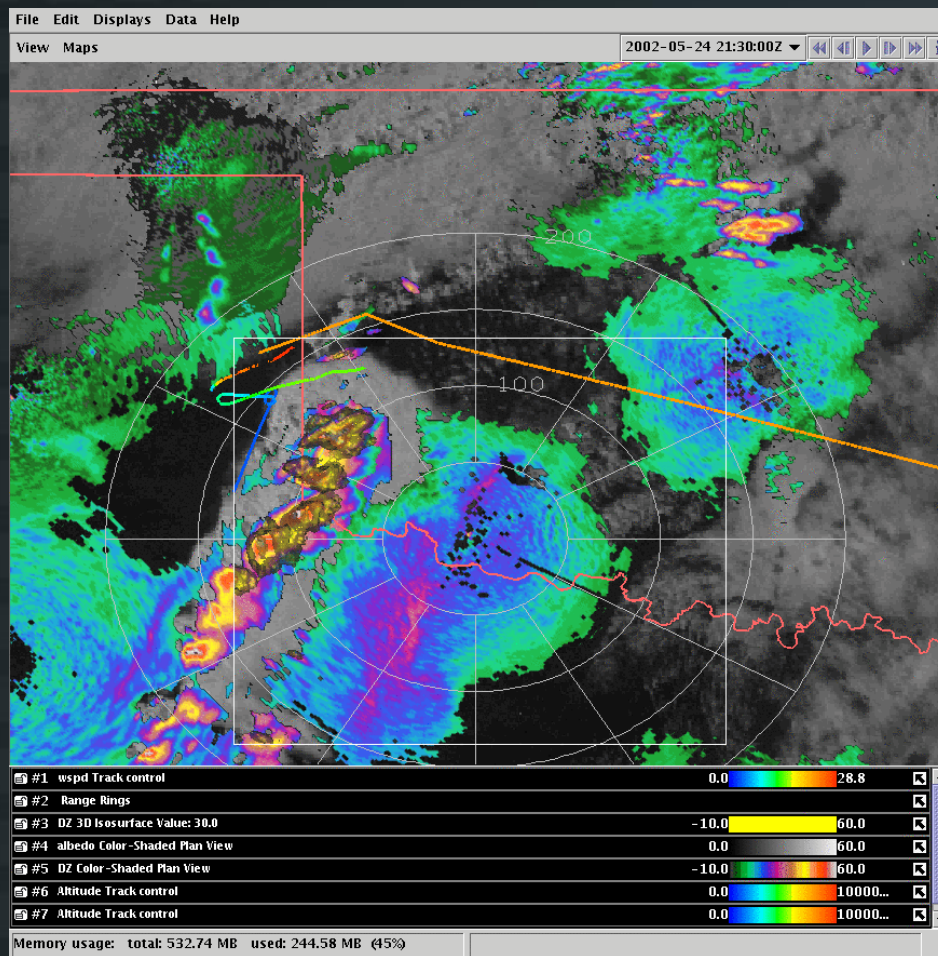 File Edit Displays Data Help
View Maps 2002-05-24 21:30:00Z
200
100
#1 wspd Track control 0.0 28.8
#2 Range Rings
#3 DZ 3D Isosurface Value: 30.0 -10.0 60.0
#4 albedo Color-Shaded Plan View 0.0 60.0
#5 DZ Color-Shaded Plan View -10.0 60.0
#6 Altitude Track control 0.0 10000...
#7 Altitude Track control 0.0 10000...
Memory usage: total: 532.74 MB used: 244.58 MB (45%)